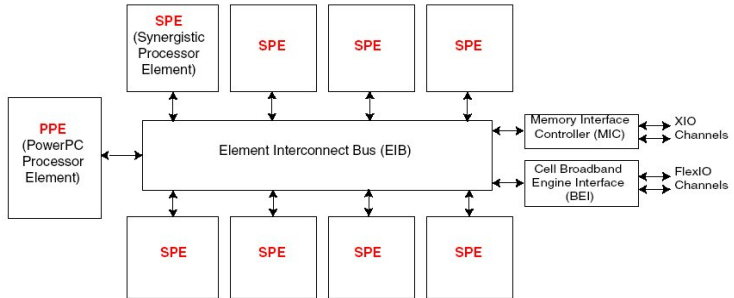 SPE
(Synergistic
Processor
Element)
SPE
SPE
SPE
PPE
(PowerPC
Processor
Element)
Element Interconnect Bus (EIB)
Memory Interface
Controller (MIC)
XIO
Channels
Cell Broadband
Engine Interface
(BEI)
FlexIO
Channels
SPE
SPE
SPE
SPE